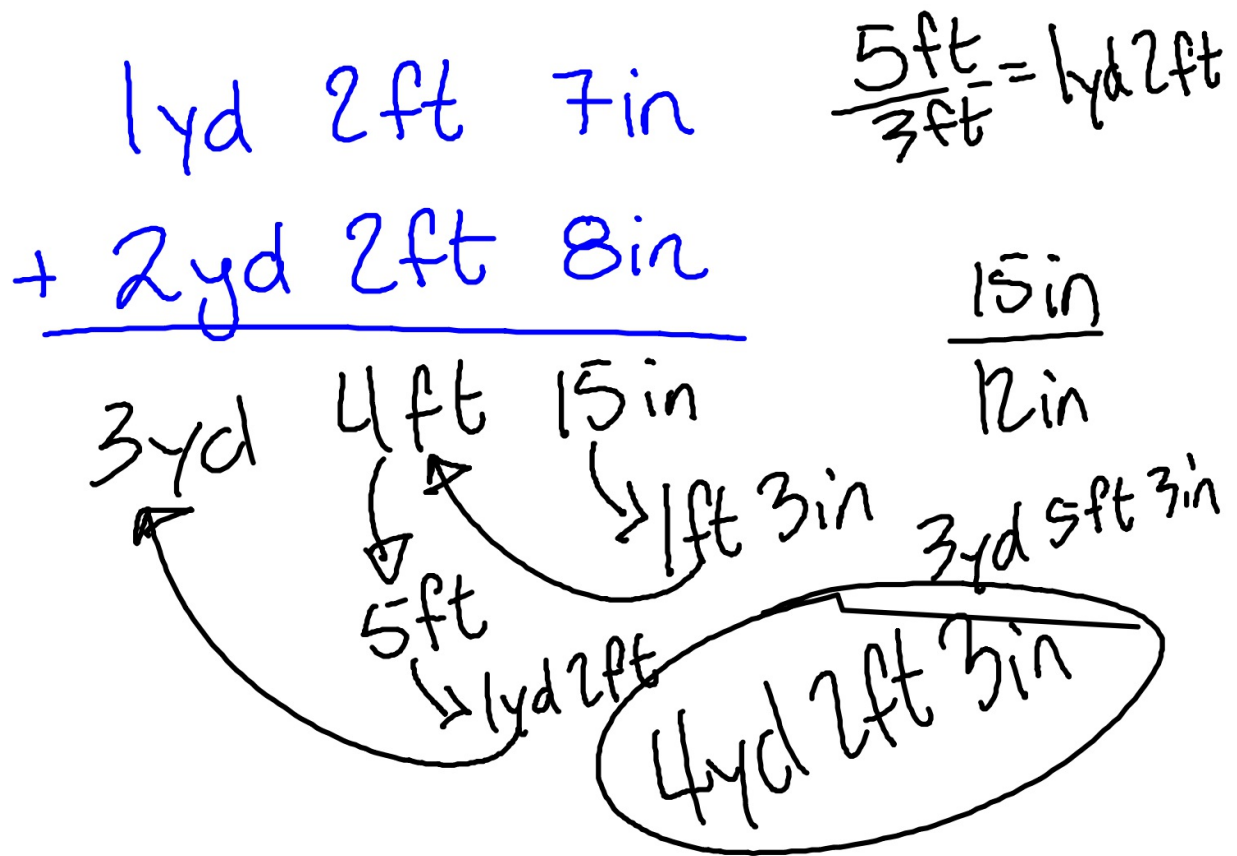 1yd 2ft 7in
+ 2yd 2ft 8in
3yd 4ft 15in
1ft 3in
5ft
1yd 2ft
5ft
3ft
= 1yd 2ft
15in
12in
3yd 5ft 3in
4yd 2ft 3in